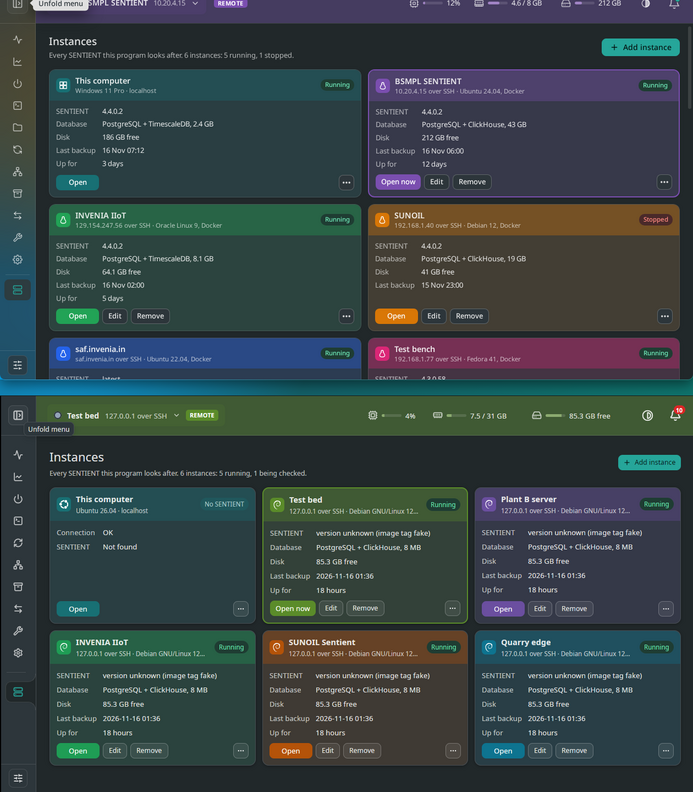 Unfold menu
SMPL SENTIENT 10.20.4.15 REMOTE 12% 4.6 / 8 GB 212 GB
Instances
Every SENTIENT this program looks after. 6 instances: 5 running, 1 stopped.
+ Add instance
This computer
Windows 11 Pro · localhost
Running
SENTIENT 4.4.0.2
Database PostgreSQL + TimescaleDB, 2.4 GB
Disk 186 GB free
Last backup 16 Nov 07:12
Up for 3 days
Open ...
BSMPL SENTIENT
10.20.4.15 over SSH · Ubuntu 24.04, Docker
Running
SENTIENT 4.4.0.2
Database PostgreSQL + ClickHouse, 43 GB
Disk 212 GB free
Last backup 16 Nov 06:00
Up for 12 days
Open now Edit Remove ...
INVENIA IIoT
129.154.247.56 over SSH · Oracle Linux 9, Docker
Running
SENTIENT 4.4.0.2
Database PostgreSQL + TimescaleDB, 8.1 GB
Disk 64.1 GB free
Last backup 16 Nov 02:00
Up for 5 days
Open Edit Remove ...
SUNOIL
192.168.1.40 over SSH · Debian 12, Docker
Stopped
SENTIENT 4.4.0.2
Database PostgreSQL + ClickHouse, 19 GB
Disk 41 GB free
Last backup 15 Nov 23:00
Open Edit Remove ...
saf.invenia.in
saf.invenia.in over SSH · Ubuntu 22.04, Docker
Running
SENTIENT latest
Test bench
192.168.1.77 over SSH · Fedora 41, Docker
Running
SENTIENT 4.3.0.58
Test bed 127.0.0.1 over SSH REMOTE 4% 7.5 / 31 GB 85.3 GB free 10
Unfold menu
Instances
Every SENTIENT this program looks after. 6 instances: 5 running, 1 being checked.
+ Add instance
This computer
Ubuntu 26.04 · localhost
No SENTIENT
Connection OK
SENTIENT Not found
Open ...
Test bed
127.0.0.1 over SSH · Debian GNU/Linux 12...
Running
SENTIENT version unknown (image tag fake)
Database PostgreSQL + ClickHouse, 8 MB
Disk 85.3 GB free
Last backup 2026-11-16 01:36
Up for 18 hours
Open now Edit Remove ...
Plant B server
127.0.0.1 over SSH · Debian GNU/Linux 12...
Running
SENTIENT version unknown (image tag fake)
Database PostgreSQL + ClickHouse, 8 MB
Disk 85.3 GB free
Last backup 2026-11-16 01:36
Up for 18 hours
Open Edit Remove ...
INVENIA IIoT
127.0.0.1 over SSH · Debian GNU/Linux 12...
Running
SENTIENT version unknown (image tag fake)
Database PostgreSQL + ClickHouse, 8 MB
Disk 85.3 GB free
Last backup 2026-11-16 01:36
Up for 18 hours
Open Edit Remove ...
SUNOIL Sentient
127.0.0.1 over SSH · Debian GNU/Linux 12...
Running
SENTIENT version unknown (image tag fake)
Database PostgreSQL + ClickHouse, 8 MB
Disk 85.3 GB free
Last backup 2026-11-16 01:36
Up for 18 hours
Open Edit Remove ...
Quarry edge
127.0.0.1 over SSH · Debian GNU/Linux 12...
Running
SENTIENT version unknown (image tag fake)
Database PostgreSQL + ClickHouse, 8 MB
Disk 85.3 GB free
Last backup 2026-11-16 01:36
Up for 18 hours
Open Edit Remove ...